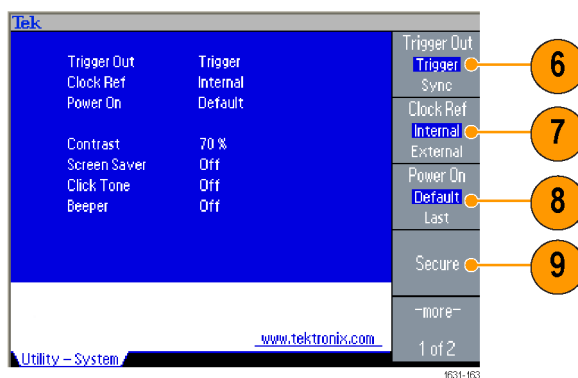 Tek
Trigger Out Trigger
Clock Ref Internal
Power On Default
Contrast 70 %
Screen Saver Off
Click Tone Off
Beeper Off
www.tektronix.com
Utility – System
Trigger Out
Trigger
Sync
6
Clock Ref
Internal
External
7
Power On
Default
Last
8
Secure
9
-more-
1 of 2
1631-163